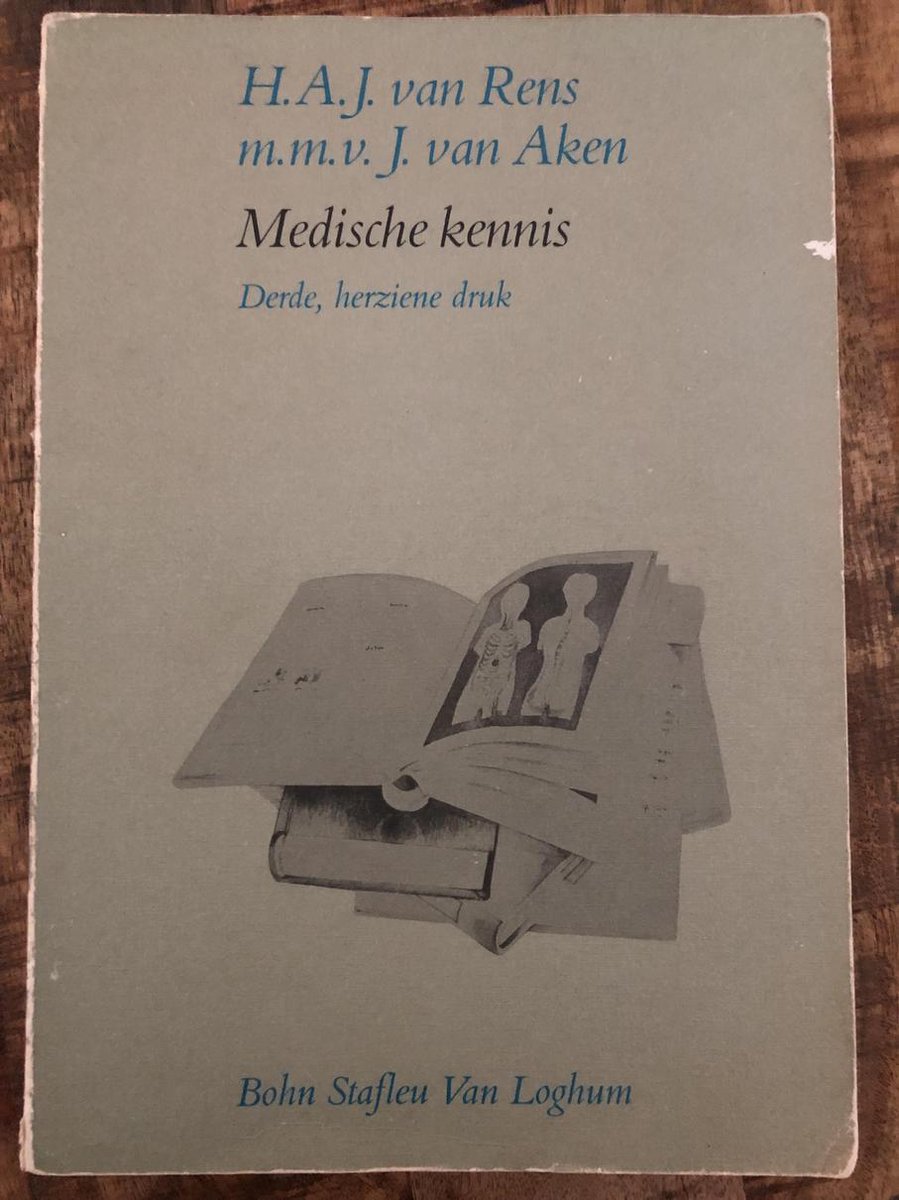 H.A.J. van Rens
m.m.v. J. van Aken
Medische kennis
Derde, herziene druk
Bohn Stafleu Van Loghum